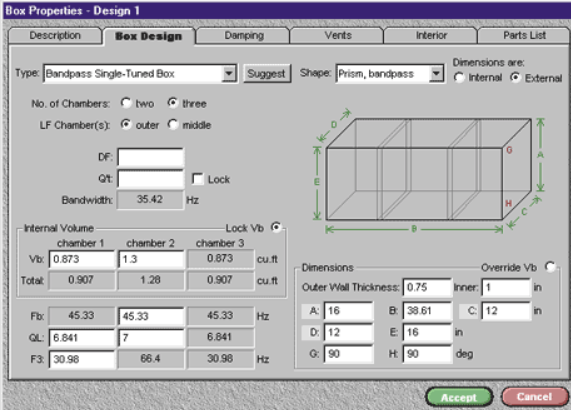 Box Properties - Design 1
Description Box Design Damping Vents Interior Parts List
Type: Bandpass Single-Tuned Box Suggest Shape: Prism, bandpass Dimensions are: Internal External
No. of Chambers: two three
LF Chamber(s): outer middle
DF:
Q't: Lock
Bandwidth: 35.42 Hz
D
G
A
E
H
C
B
Internal Volume Lock Vb
chamber 1 chamber 2 chamber 3
Vb: 0.873 1.3 0.873 cu.ft
Total: 0.907 1.28 0.907 cu.ft
Fb: 45.33 45.33 45.33 Hz
QL: 6.841 7 6.841
F3: 30.98 66.4 30.98 Hz
Dimensions Override Vb
Outer Wall Thickness: 0.75 Inner: 1 in
A: 16 B: 38.61 C: 12 in
D: 12 E: 16 in
G: 90 H: 90 deg
Accept Cancel